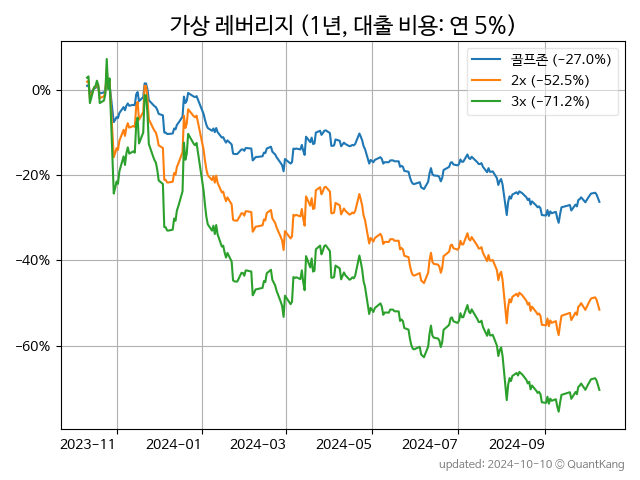 가상 레버리지 (1년, 대출 비용: 연 5%)
골프존 (−27.0%)
2x (−52.5%)
3x (−71.2%)
0%
−20%
−40%
−60%
2023-11 2024-01 2024-03 2024-05 2024-07 2024-09
updated: 2024-10-10 © QuantKang